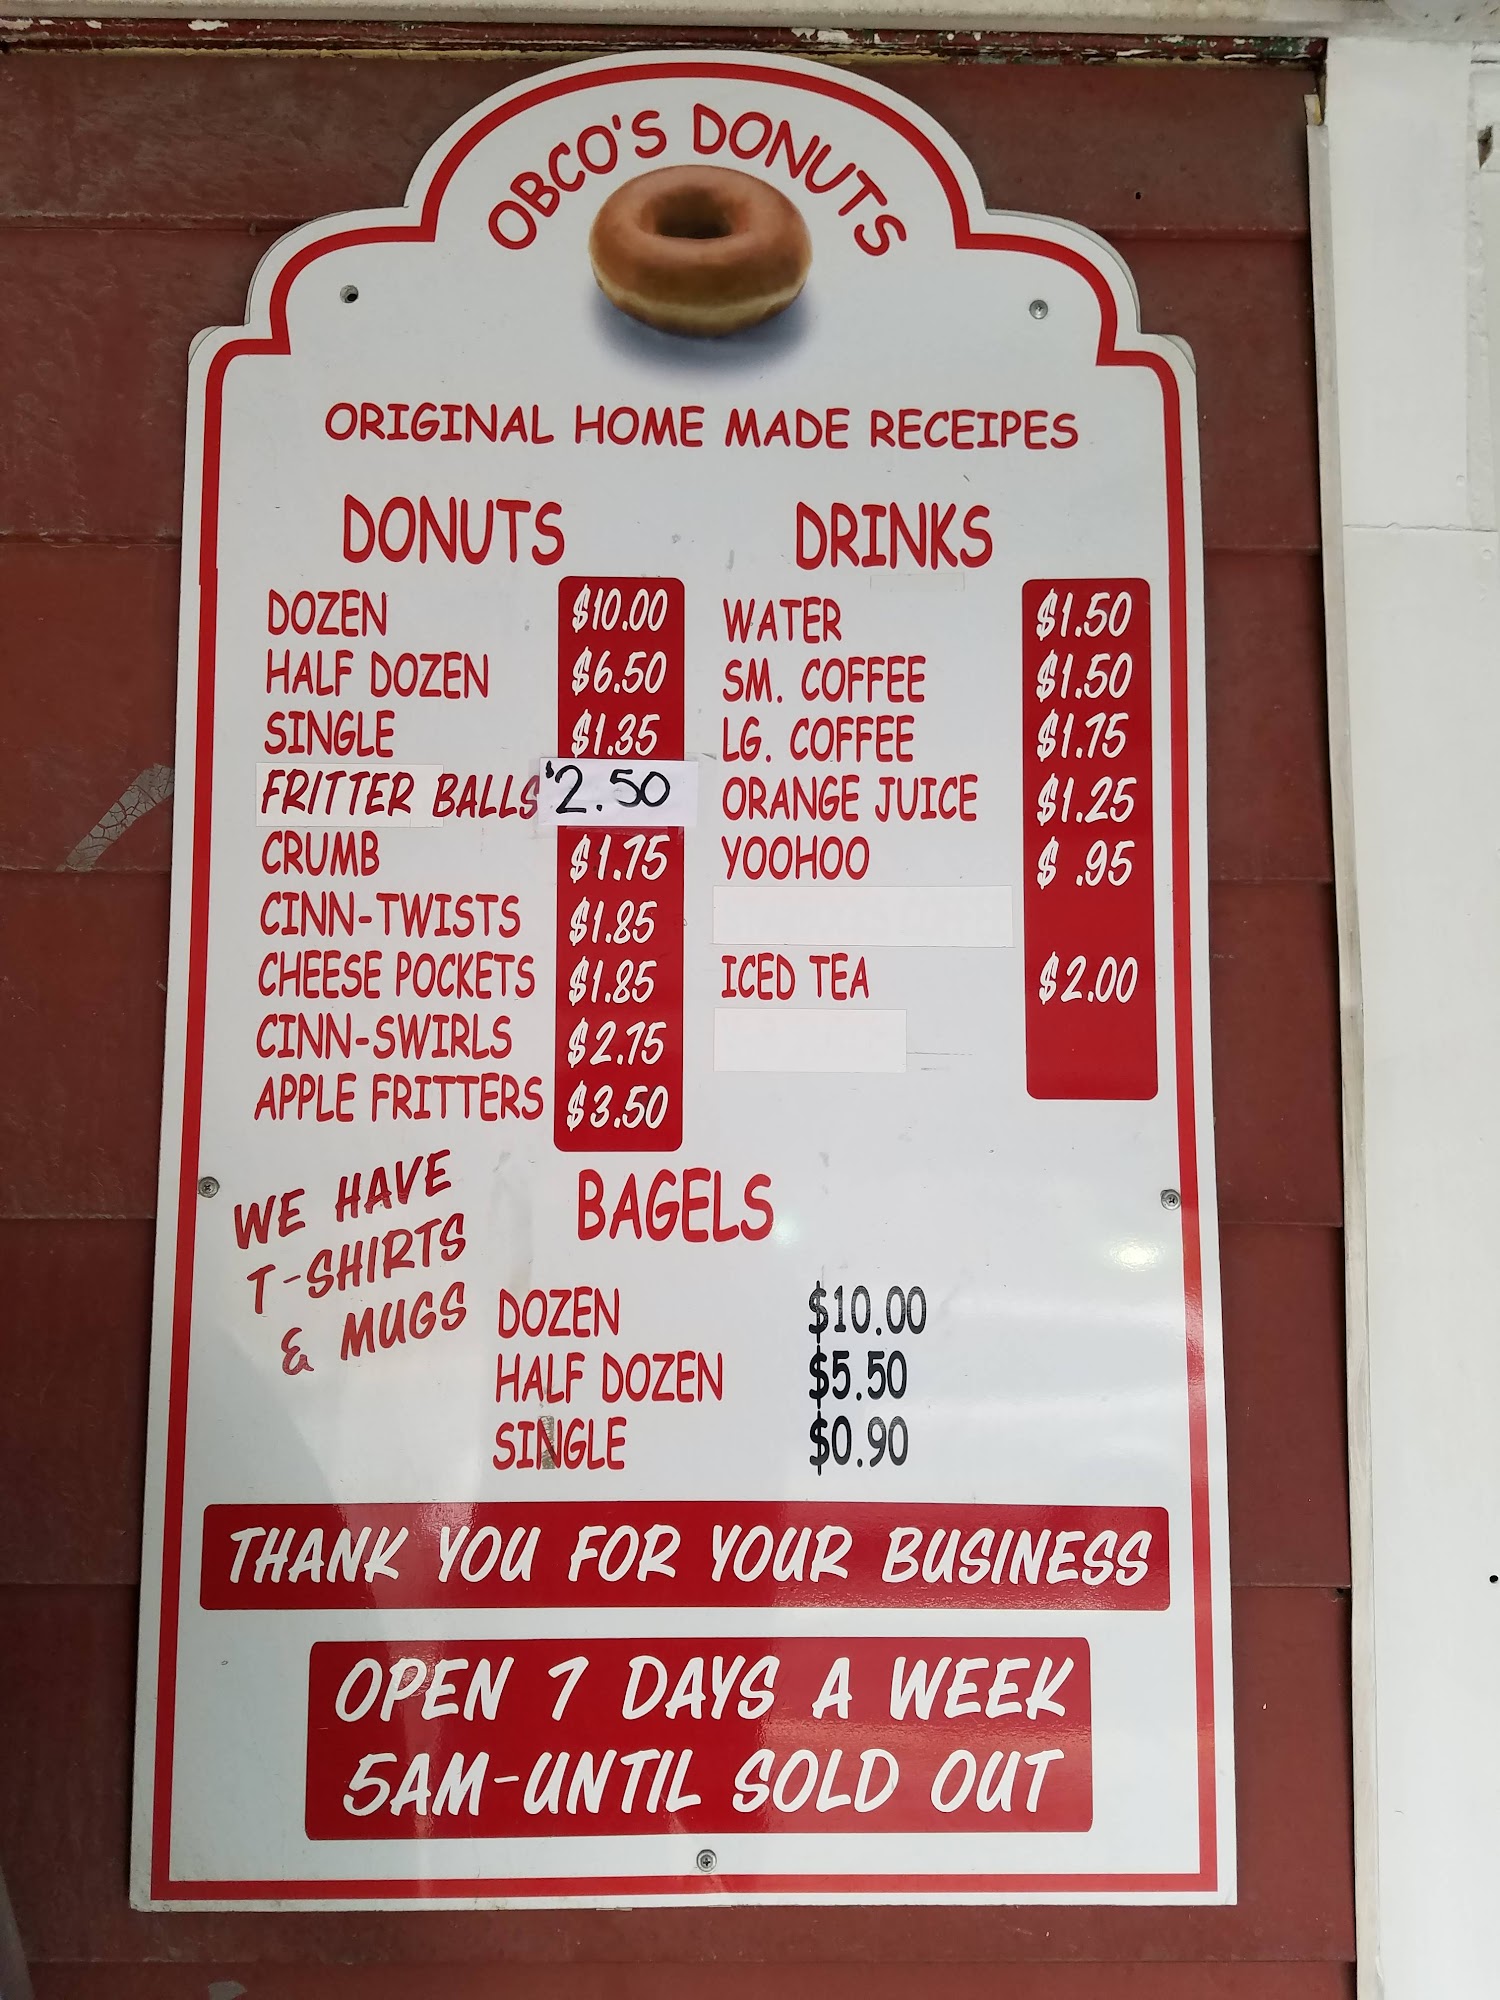 OBCO'S DONUTS
ORIGINAL HOME MADE RECEIPES
DONUTS
DOZEN $10.00
HALF DOZEN $6.50
SINGLE $1.35
FRITTER BALLS $2.50
CRUMB $1.75
CINN-TWISTS $1.85
CHEESE POCKETS $1.85
CINN-SWIRLS $2.75
APPLE FRITTERS $3.50
DRINKS
WATER $1.50
SM. COFFEE $1.50
LG. COFFEE $1.75
ORANGE JUICE $1.25
YOOHOO $ .95
ICED TEA $2.00
WE HAVE
T-SHIRTS
& MUGS
BAGELS
DOZEN $10.00
HALF DOZEN $5.50
SINGLE $0.90
THANK YOU FOR YOUR BUSINESS
OPEN 7 DAYS A WEEK
5AM-UNTIL SOLD OUT